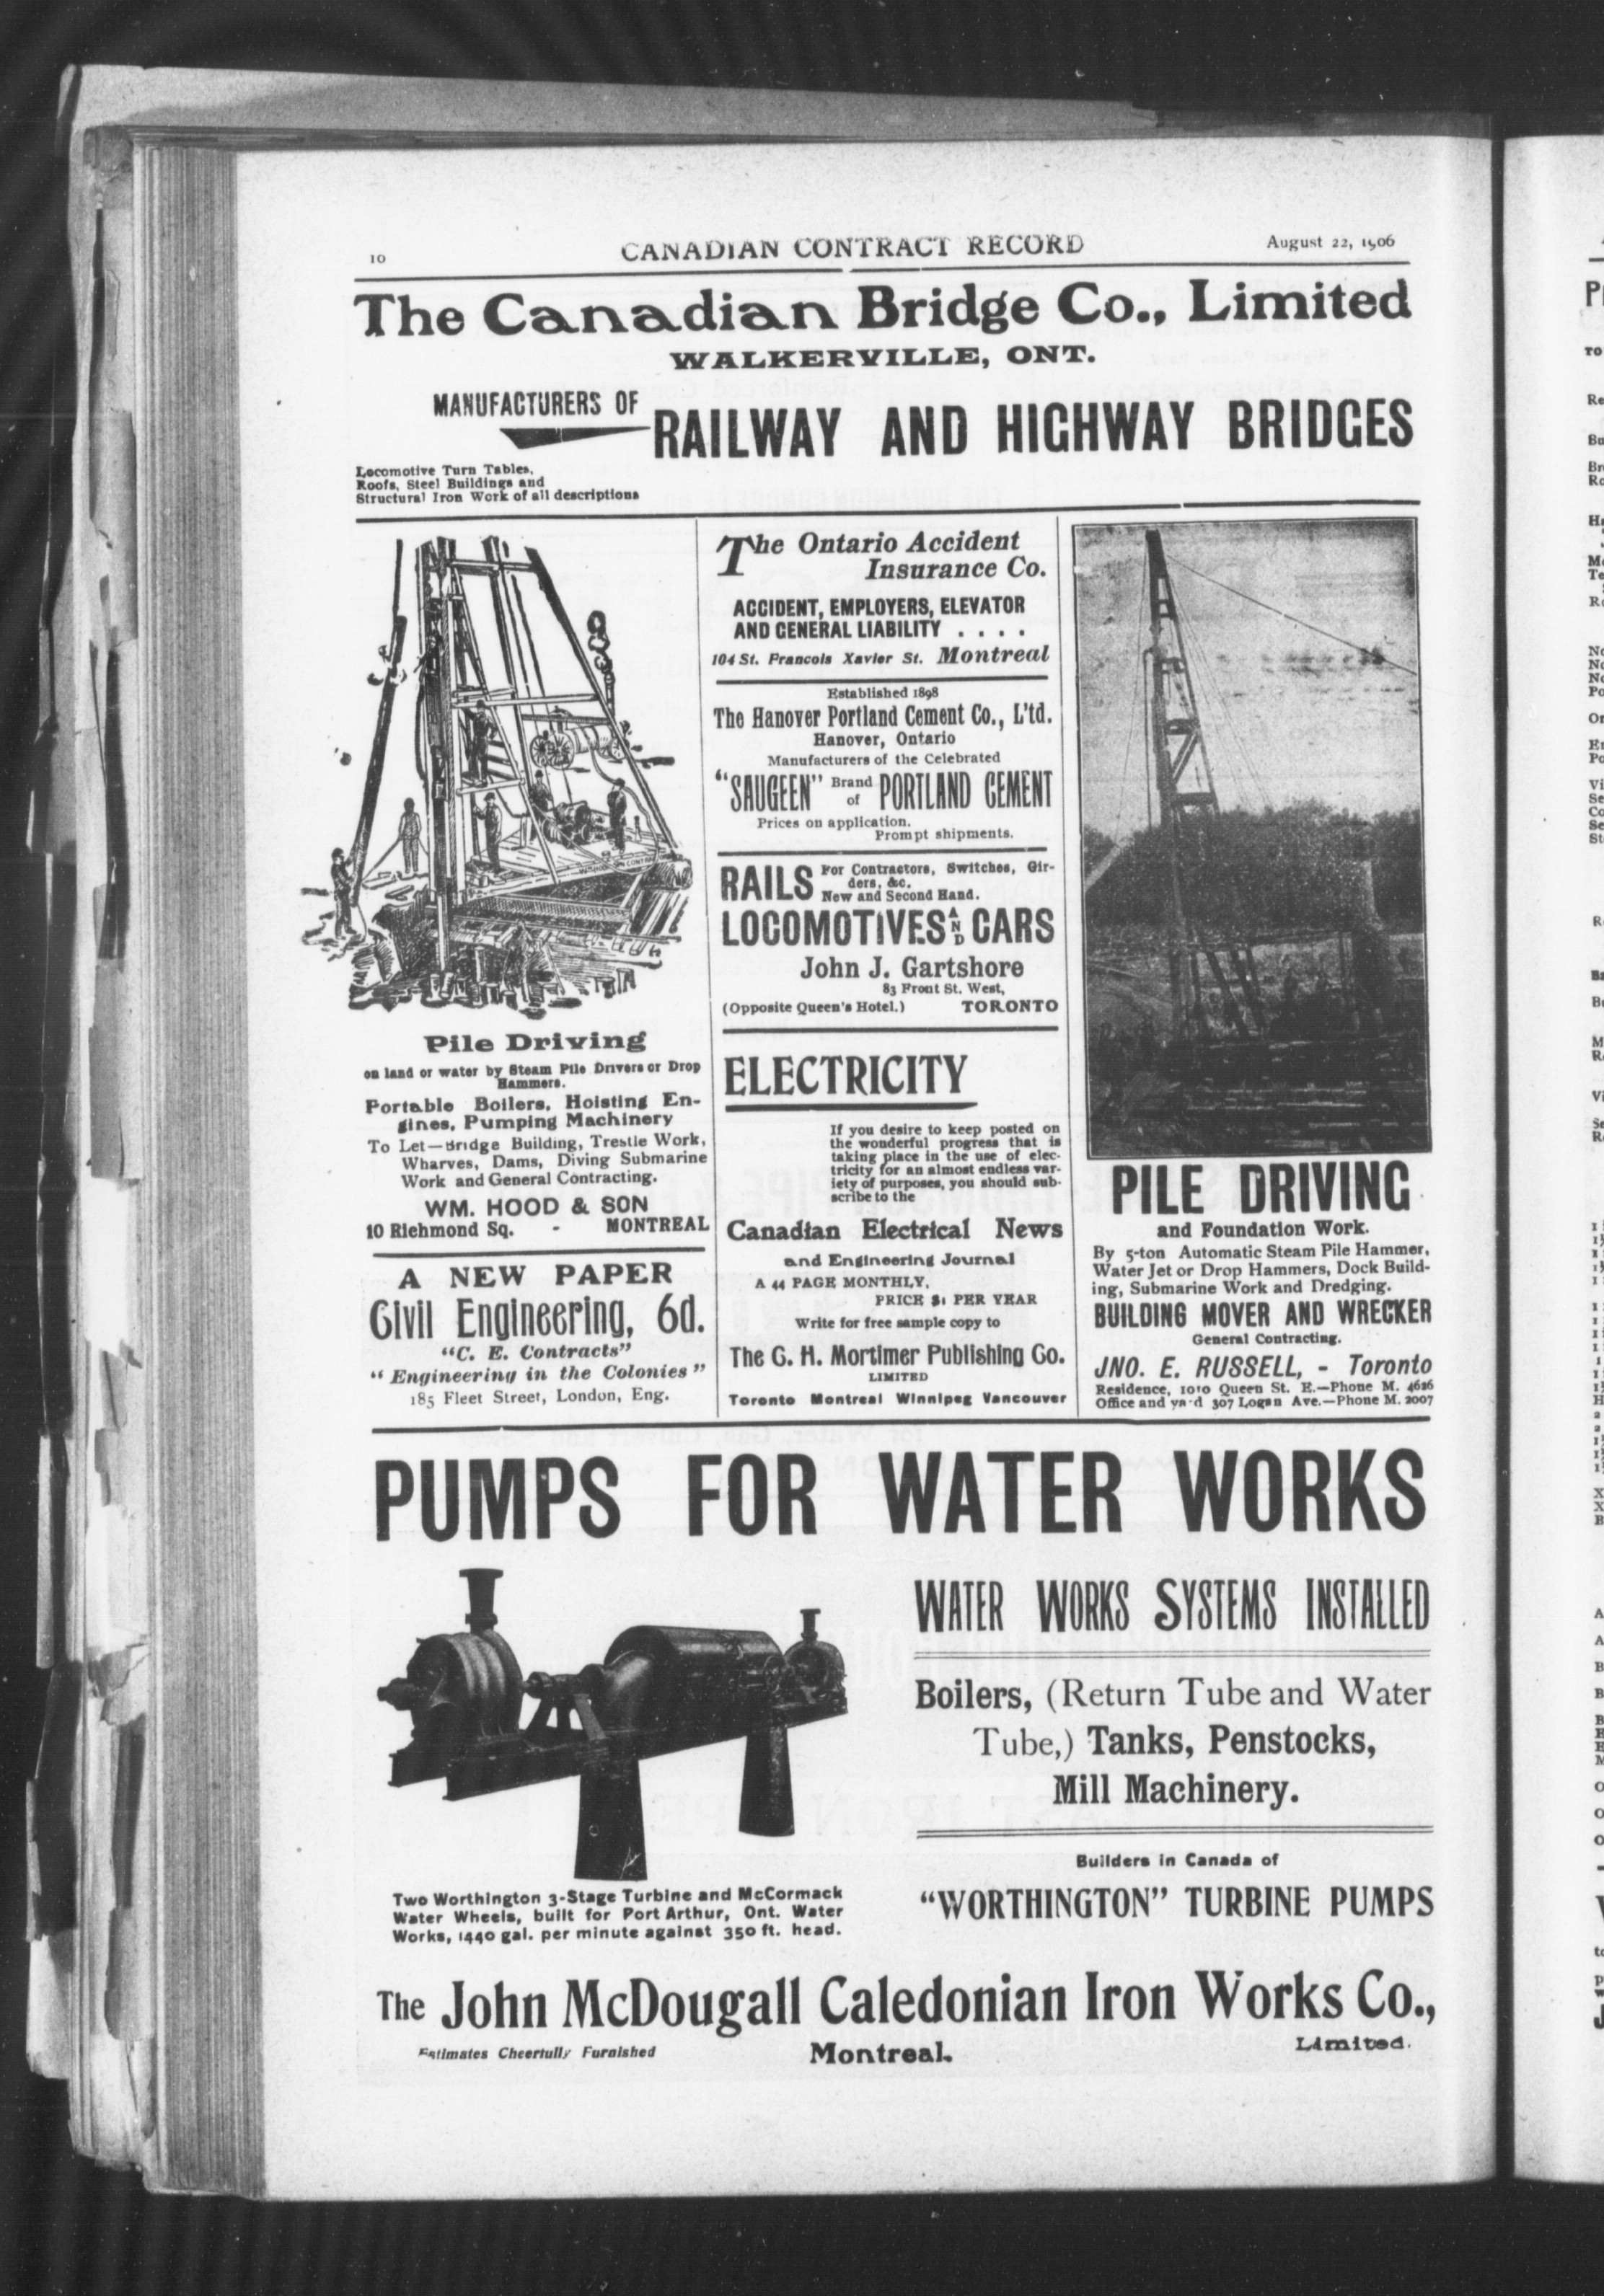 10
CANADIAN CONTRACT RECORD
August 22, 1906
The Canadian Bridge Co., Limited
WALKERVILLE, ONT.
MANUFACTURERS OF
RAILWAY AND HIGHWAY BRIDGES
Locomotive Turn Tables,
Roofs, Steel Buildings and
Structural Iron Work of all descriptions
Pile Driving
on land or water by Steam Pile Drivers or Drop
Hammers.
Portable Boilers, Hoisting En-
gines, Pumping Machinery
To Let—Bridge Building, Trestle Work,
Wharves, Dams, Diving Submarine
Work and General Contracting.
WM. HOOD & SON
10 Richmond Sq. - MONTREAL
A NEW PAPER
Civil Engineering, 6d.
"C. E. Contracts"
"Engineering in the Colonies"
185 Fleet Street, London, Eng.
The Ontario Accident
Insurance Co.
ACCIDENT, EMPLOYERS, ELEVATOR
AND GENERAL LIABILITY . . . .
104 St. Francois Xavier St. Montreal
Established 1898
The Hanover Portland Cement Co., L'td.
Hanover, Ontario
Manufacturers of the Celebrated
"SAUGEEN" Brand of PORTLAND CEMENT
Prices on application.
Prompt shipments.
RAILS For Contractors, Switches, Gir-
ders, &c.
New and Second Hand.
LOCOMOTIVES AND CARS
John J. Gartshore
83 Front St. West,
(Opposite Queen's Hotel.) TORONTO
ELECTRICITY
If you desire to keep posted on
the wonderful progress that is
taking place in the use of elec-
tricity for an almost endless var-
iety of purposes, you should sub-
scribe to the
Canadian Electrical News
and Engineering Journal
A 44 PAGE MONTHLY,
PRICE $1 PER YEAR
Write for free sample copy to
The C. H. Mortimer Publishing Co.
LIMITED
Toronto Montreal Winnipeg Vancouver
PILE DRIVING
and Foundation Work.
By 5-ton Automatic Steam Pile Hammer,
Water Jet or Drop Hammers, Dock Build-
ing, Submarine Work and Dredging.
BUILDING MOVER AND WRECKER
General Contracting.
JNO. E. RUSSELL, - Toronto
Residence, 1010 Queen St. E.—Phone M. 4626
Office and yard 307 Logan Ave.—Phone M. 2007
PUMPS FOR WATER WORKS
WATER WORKS SYSTEMS INSTALLED
Boilers, (Return Tube and Water
Tube,) Tanks, Penstocks,
Mill Machinery.
Builders in Canada of
"WORTHINGTON" TURBINE PUMPS
Two Worthington 3-Stage Turbine and McCormack
Water Wheels, built for Port Arthur, Ont. Water
Works, 1440 gal. per minute against 350 ft. head.
The John McDougall Caledonian Iron Works Co.,
Limited.
Estimates Cheerfully Furnished
Montreal.